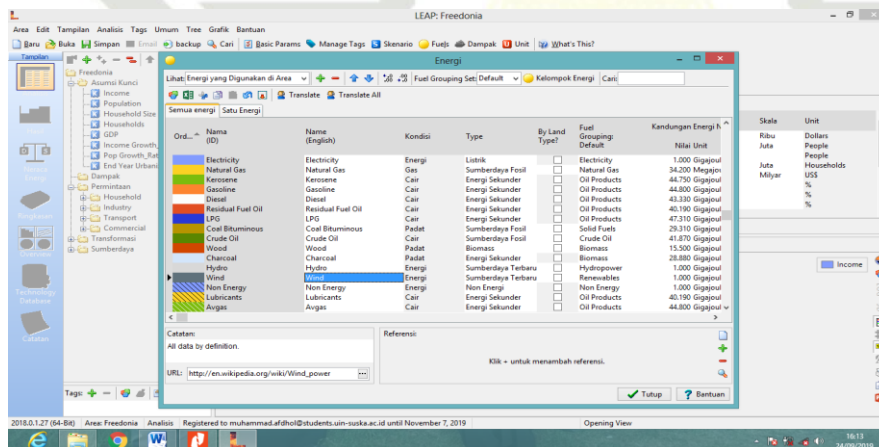 LEAP: Freedonia
Area Edit Tampilan Analisis Tags Umum Tree Grafik Bantuan
Baru Buka Simpan Email backup Cari Basic Params Manage Tags Skenario Fuels Dampak Unit What's This?
Tampilan
Freedonia
Asumsi Kunci
Income
Population
Household Size
Households
GDP
Income Growth_
Pop Growth_Rat
End Year Urbani
Dampak
Permintaan
Household
Industry
Transport
Commercial
Transformasi
Sumberdaya
Tags:
Energi
Lihat: Energi yang Digunakan di Area Fuel Grouping Set: Default Kelompok Energi Cari:
Translate Translate All
Semua energi Satu Energi
Ord... Nama (ID) Name (English) Kondisi Type By Land Type? Fuel Grouping: Default Kandungan Energi N
Nilai Unit
Electricity Electricity Energi Listrik Electricity 1.000 Gigajoul
Natural Gas Natural Gas Gas Sumberdaya Fosil Natural Gas 34.200 Megajou
Kerosene Kerosene Cair Energi Sekunder Oil Products 44.750 Gigajoul
Gasoline Gasoline Cair Energi Sekunder Oil Products 44.800 Gigajoul
Diesel Diesel Cair Energi Sekunder Oil Products 43.330 Gigajoul
Residual Fuel Oil Residual Fuel Oil Cair Energi Sekunder Oil Products 40.190 Gigajoul
LPG LPG Cair Energi Sekunder Oil Products 47.310 Gigajoul
Coal Bituminous Coal Bituminous Padat Sumberdaya Fosil Solid Fuels 29.310 Gigajoul
Crude Oil Crude Oil Cair Sumberdaya Fosil Crude Oil 41.870 Gigajoul
Wood Wood Padat Biomass Biomass 15.500 Gigajoul
Charcoal Charcoal Padat Energi Sekunder Biomass 28.880 Gigajoul
Hydro Hydro Energi Sumberdaya Terbaru Hydropower 1.000 Gigajoul
Wind Wind Energi Sumberdaya Terbaru Renewables 1.000 Gigajoul
Non Energy Non Energy Energi Non Energi Non Energy 1.000 Gigajoul
Lubricants Lubricants Cair Energi Sekunder Oil Products 40.190 Gigajoul
Avgas Avgas Cair Energi Sekunder Oil Products 44.800 Gigajoul
Catatan: Referensi:
All data by definition.
Klik + untuk menambah referensi.
URL: http://en.wikipedia.org/wiki/Wind_power
Tutup Bantuan
Skala Unit
Ribu Dollars
Juta People
People
Juta Households
Milyar US$
%
%
%
Income
2018.0.1.27 (64-Bit) Area: Freedonia Analisis Registered to muhammad.afdhol@students.uin-suska.ac.id until November 7, 2019 Opening View
16:13
24/09/2019